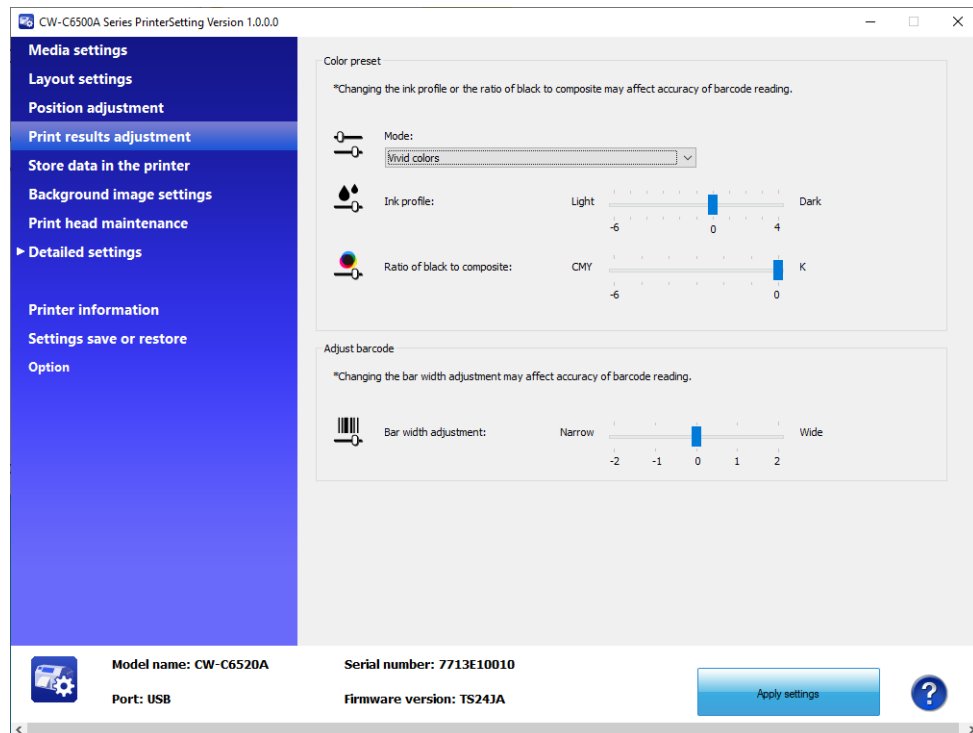 CW-C6500A Series PrinterSetting Version 1.0.0.0
Media settings
Layout settings
Position adjustment
Print results adjustment
Store data in the printer
Background image settings
Print head maintenance
Detailed settings
Printer information
Settings save or restore
Option
Color preset
*Changing the ink profile or the ratio of black to composite may affect accuracy of barcode reading.
Mode:
Vivid colors
Ink profile: Light Dark
-6 0 4
Ratio of black to composite: CMY K
-6 0
Adjust barcode
*Changing the bar width adjustment may affect accuracy of barcode reading.
Bar width adjustment: Narrow Wide
-2 -1 0 1 2
Model name: CW-C6520A Serial number: 7713E10010
Port: USB Firmware version: TS24JA
Apply settings
?